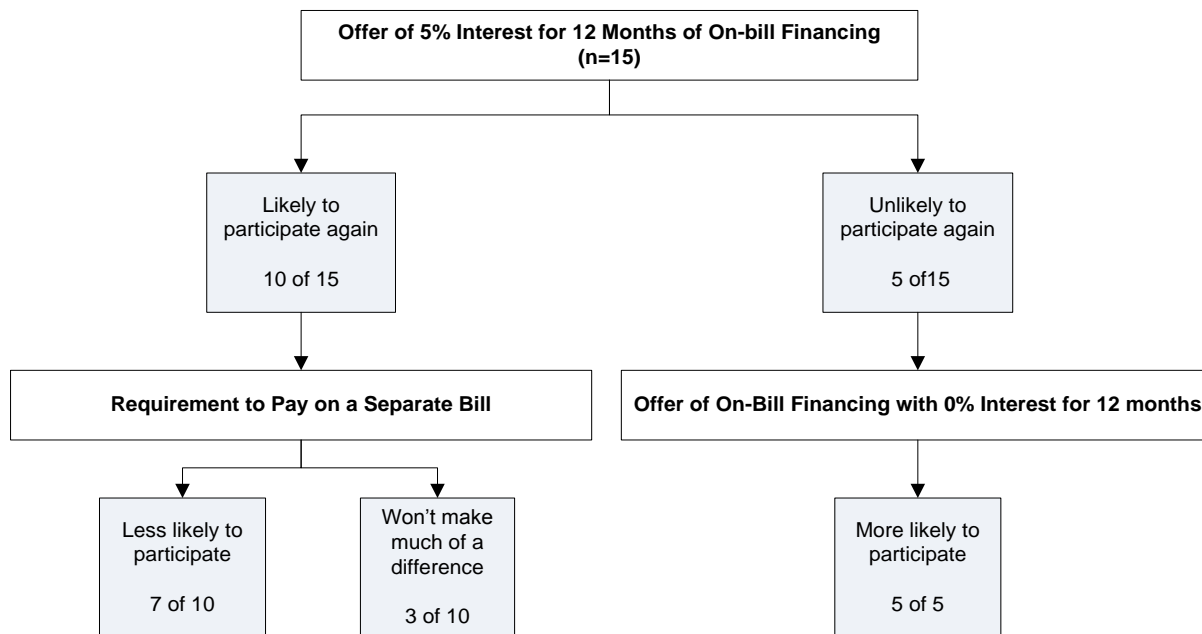 Offer of 5% Interest for 12 Months of On-bill Financing
(n=15)
Likely to
participate again
10 of 15
Unlikely to
participate again
5 of15
Requirement to Pay on a Separate Bill
Offer of On-Bill Financing with 0% Interest for 12 months
Less likely to
participate
7 of 10
Won’t make
much of a
difference
3 of 10
More likely to
participate
5 of 5